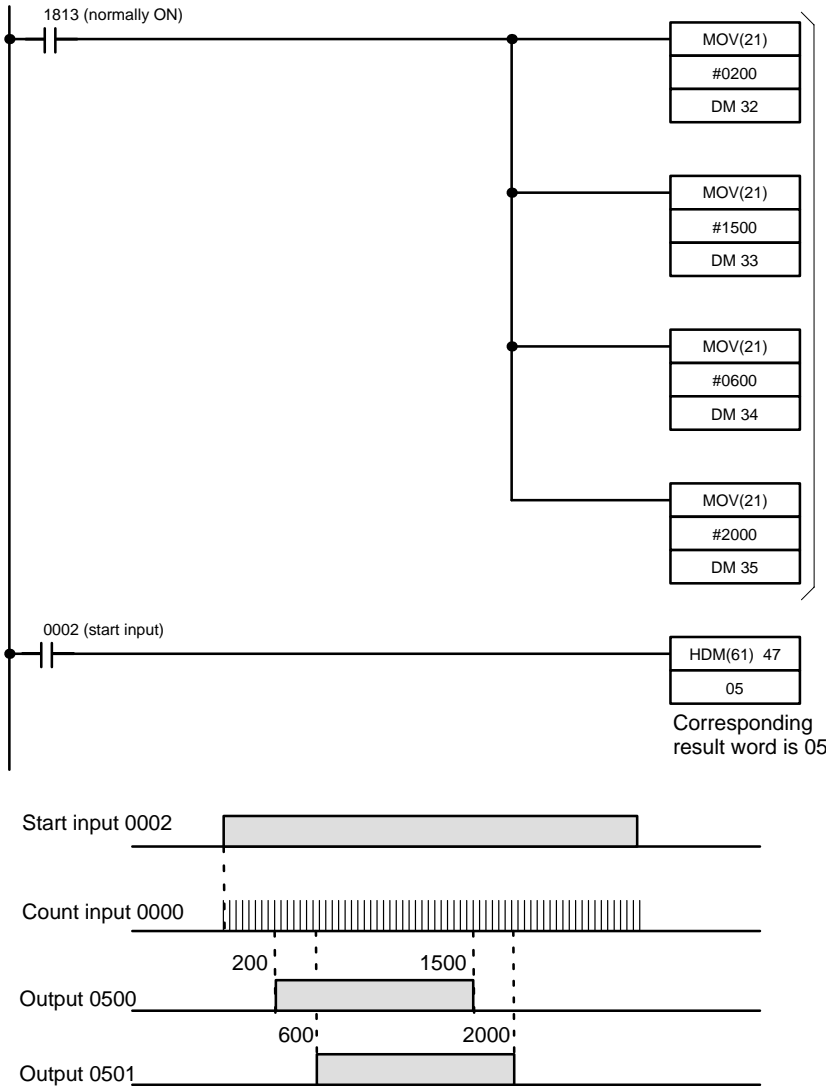 1813 (normally ON)
MOV(21)
#0200
DM 32
MOV(21)
#1500
DM 33
MOV(21)
#0600
DM 34
MOV(21)
#2000
DM 35
0002 (start input)
HDM(61) 47
05
Corresponding
result word is 05
Start input 0002
Count input 0000
200 1500
Output 0500
600 2000
Output 0501